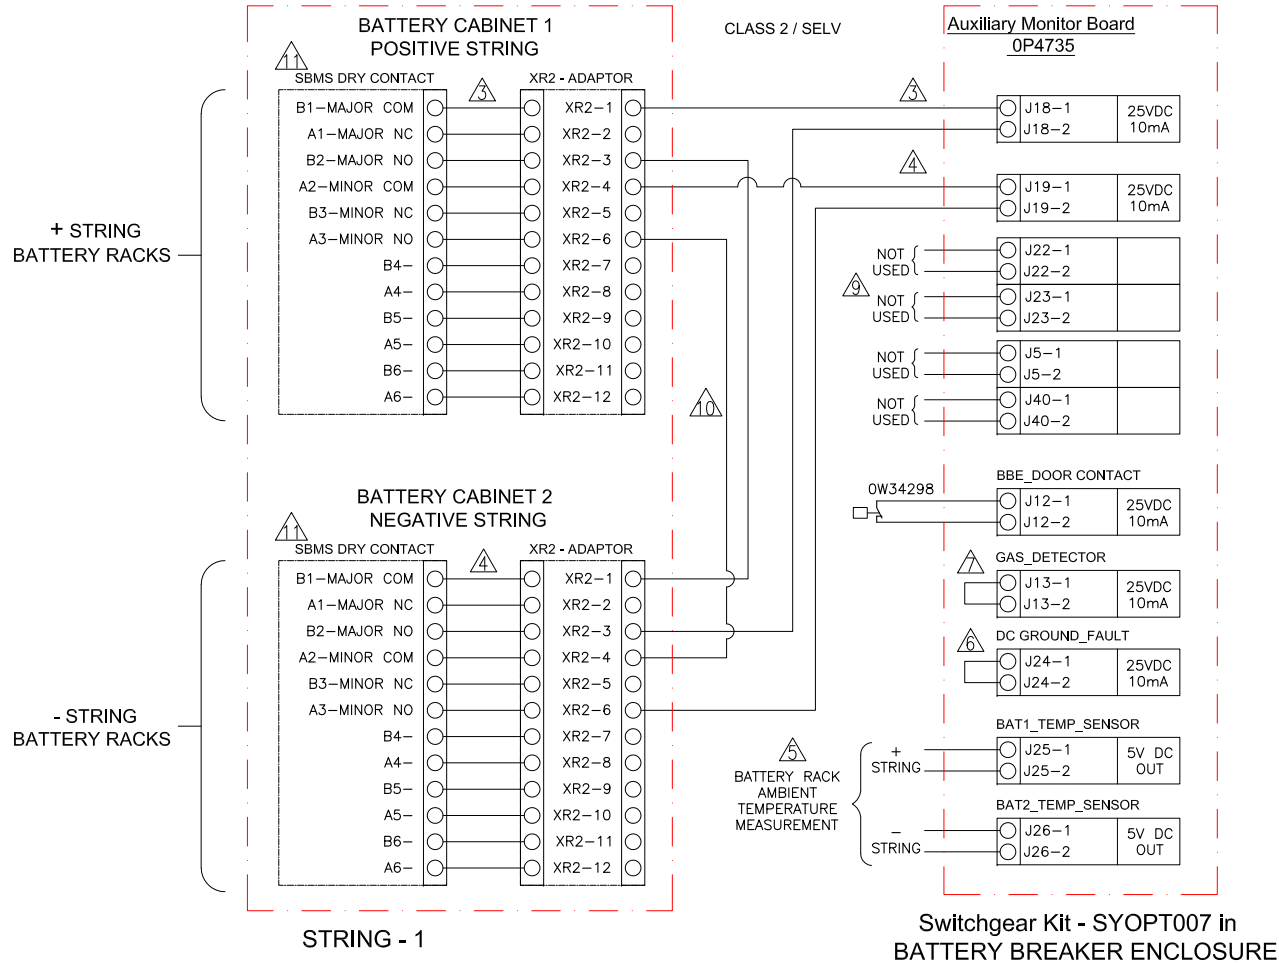 BATTERY CABINET 1
POSITIVE STRING
CLASS 2 / SELV
Auxiliary Monitor Board
0P4735
11
SBMS DRY CONTACT
XR2 - ADAPTOR
3
3
B1-MAJOR COM
XR2-1
A1-MAJOR NC
XR2-2
B2-MAJOR NO
XR2-3
A2-MINOR COM
XR2-4
B3-MINOR NC
XR2-5
A3-MINOR NO
XR2-6
B4-
XR2-7
A4-
XR2-8
B5-
XR2-9
A5-
XR2-10
B6-
XR2-11
A6-
XR2-12
+ STRING
BATTERY RACKS
10
J18-1
J18-2
25VDC
10mA
4
J19-1
J19-2
25VDC
10mA
NOT
USED
J22-1
J22-2
9
NOT
USED
J23-1
J23-2
NOT
USED
J5-1
J5-2
NOT
USED
J40-1
J40-2
BBE_DOOR CONTACT
0W34298
J12-1
J12-2
25VDC
10mA
GAS_DETECTOR
7
J13-1
J13-2
25VDC
10mA
DC GROUND_FAULT
6
J24-1
J24-2
25VDC
10mA
BAT1_TEMP_SENSOR
+
STRING
J25-1
J25-2
5V DC
OUT
5
BATTERY RACK
AMBIENT
TEMPERATURE
MEASUREMENT
BAT2_TEMP_SENSOR
-
STRING
J26-1
J26-2
5V DC
OUT
BATTERY CABINET 2
NEGATIVE STRING
11
SBMS DRY CONTACT
XR2 - ADAPTOR
4
B1-MAJOR COM
XR2-1
A1-MAJOR NC
XR2-2
B2-MAJOR NO
XR2-3
A2-MINOR COM
XR2-4
B3-MINOR NC
XR2-5
A3-MINOR NO
XR2-6
B4-
XR2-7
A4-
XR2-8
B5-
XR2-9
A5-
XR2-10
B6-
XR2-11
A6-
XR2-12
- STRING
BATTERY RACKS
STRING - 1
Switchgear Kit - SYOPT007 in
BATTERY BREAKER ENCLOSURE